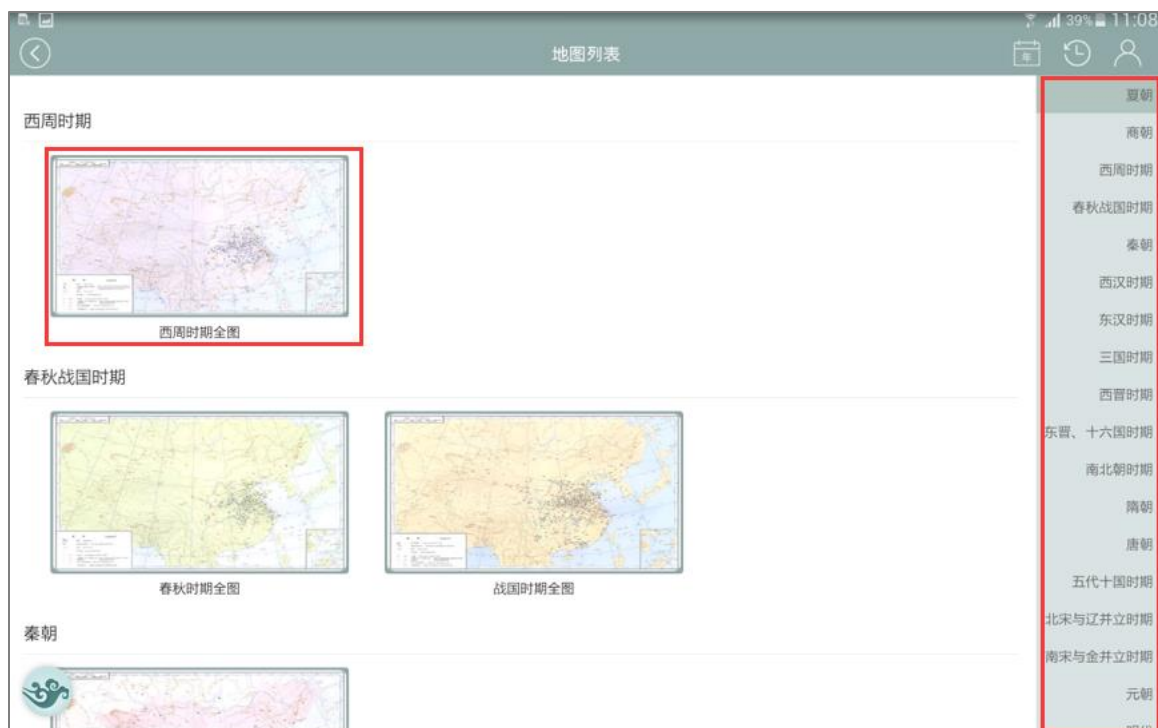 39% 11:08
地图列表
年
西周时期
西周时期全图
春秋战国时期
春秋时期全图
战国时期全图
秦朝
夏朝
商朝
西周时期
春秋战国时期
秦朝
西汉时期
东汉时期
三国时期
西晋时期
东晋、十六国时期
南北朝时期
隋朝
唐朝
五代十国时期
北宋与辽并立时期
南宋与金并立时期
元朝